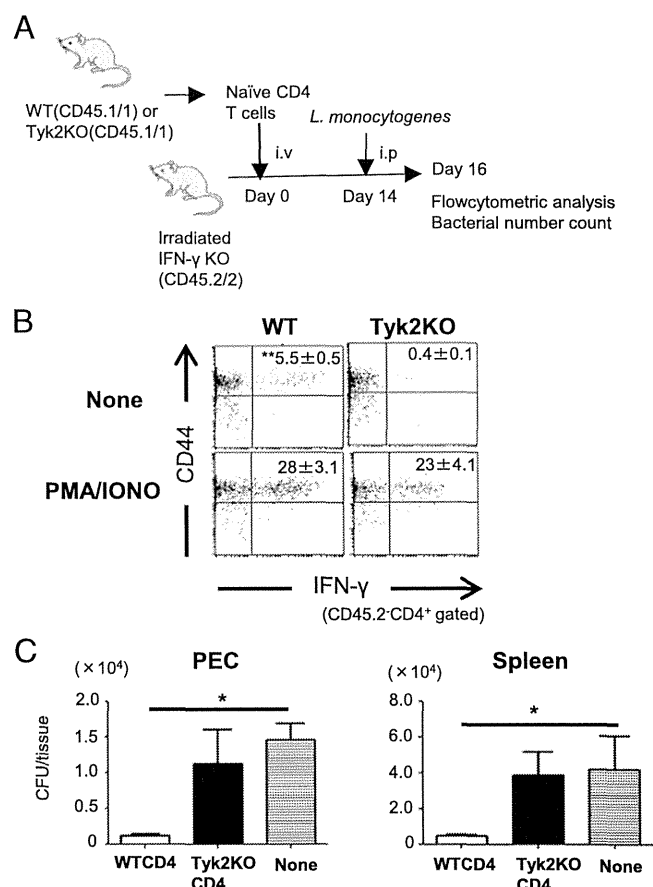 A
WT(CD45.1/1) or
Tyk2KO(CD45.1/1)
Naïve CD4
T cells
L. monocytogenes
i.v
i.p
Day 0
Day 14
Day 16
Flowcytometric analysis
Bacterial number count
Irradiated
IFN-γ KO
(CD45.2/2)
B
WT
Tyk2KO
None
**5.5±0.5
0.4±0.1
CD44
PMA/IONO
28±3.1
23±4.1
IFN-γ
(CD45.2-CD4+ gated)
C
PEC
(×10⁴)
2.0
1.5
1.0
0.5
0
CFU/tissue
*
WTCD4
Tyk2KO
CD4
None
Spleen
(×10⁴)
8.0
6.0
4.0
2.0
0
*
WTCD4
Tyk2KO
CD4
None